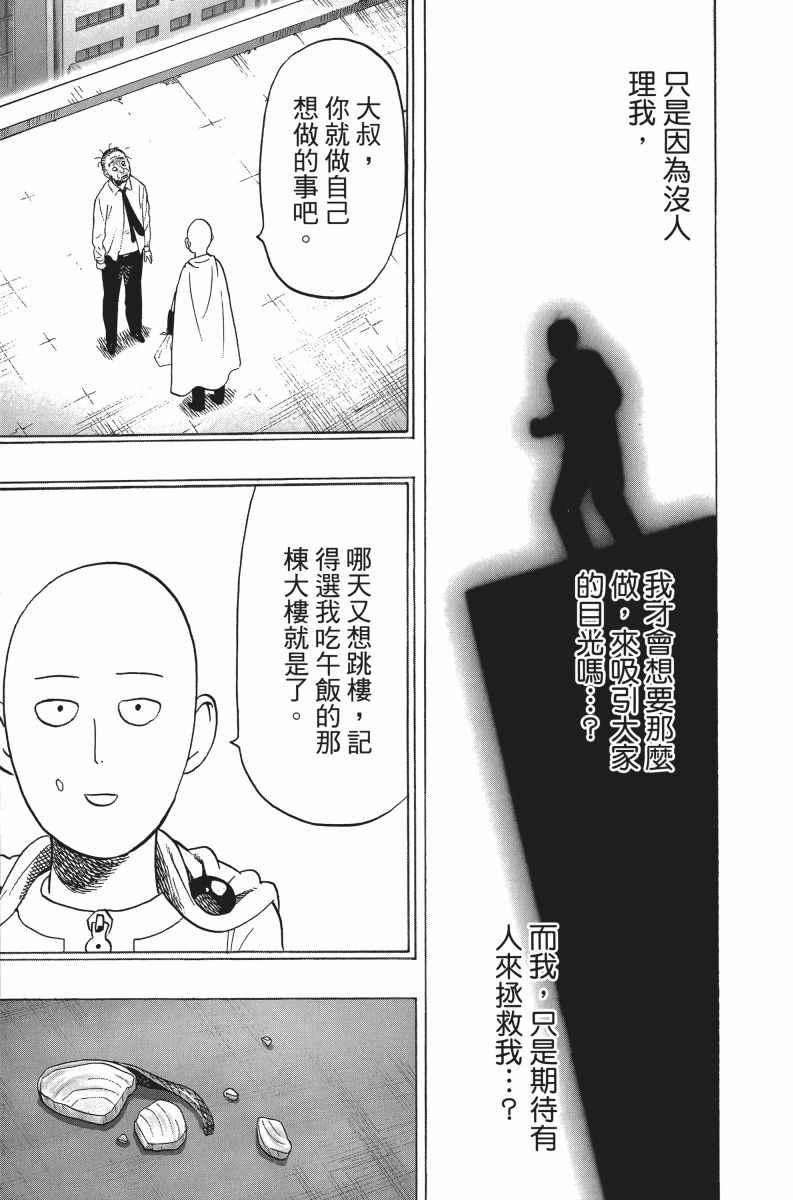 只是因為沒人
理我，
我才會想要那麼
做，來吸引大家
的目光嗎…？
而我，只是期待有
人來拯救我…？
大叔，
你就做自己
想做的事吧。
哪天又想跳樓，記
得選我吃午飯的那
棟大樓就是了。